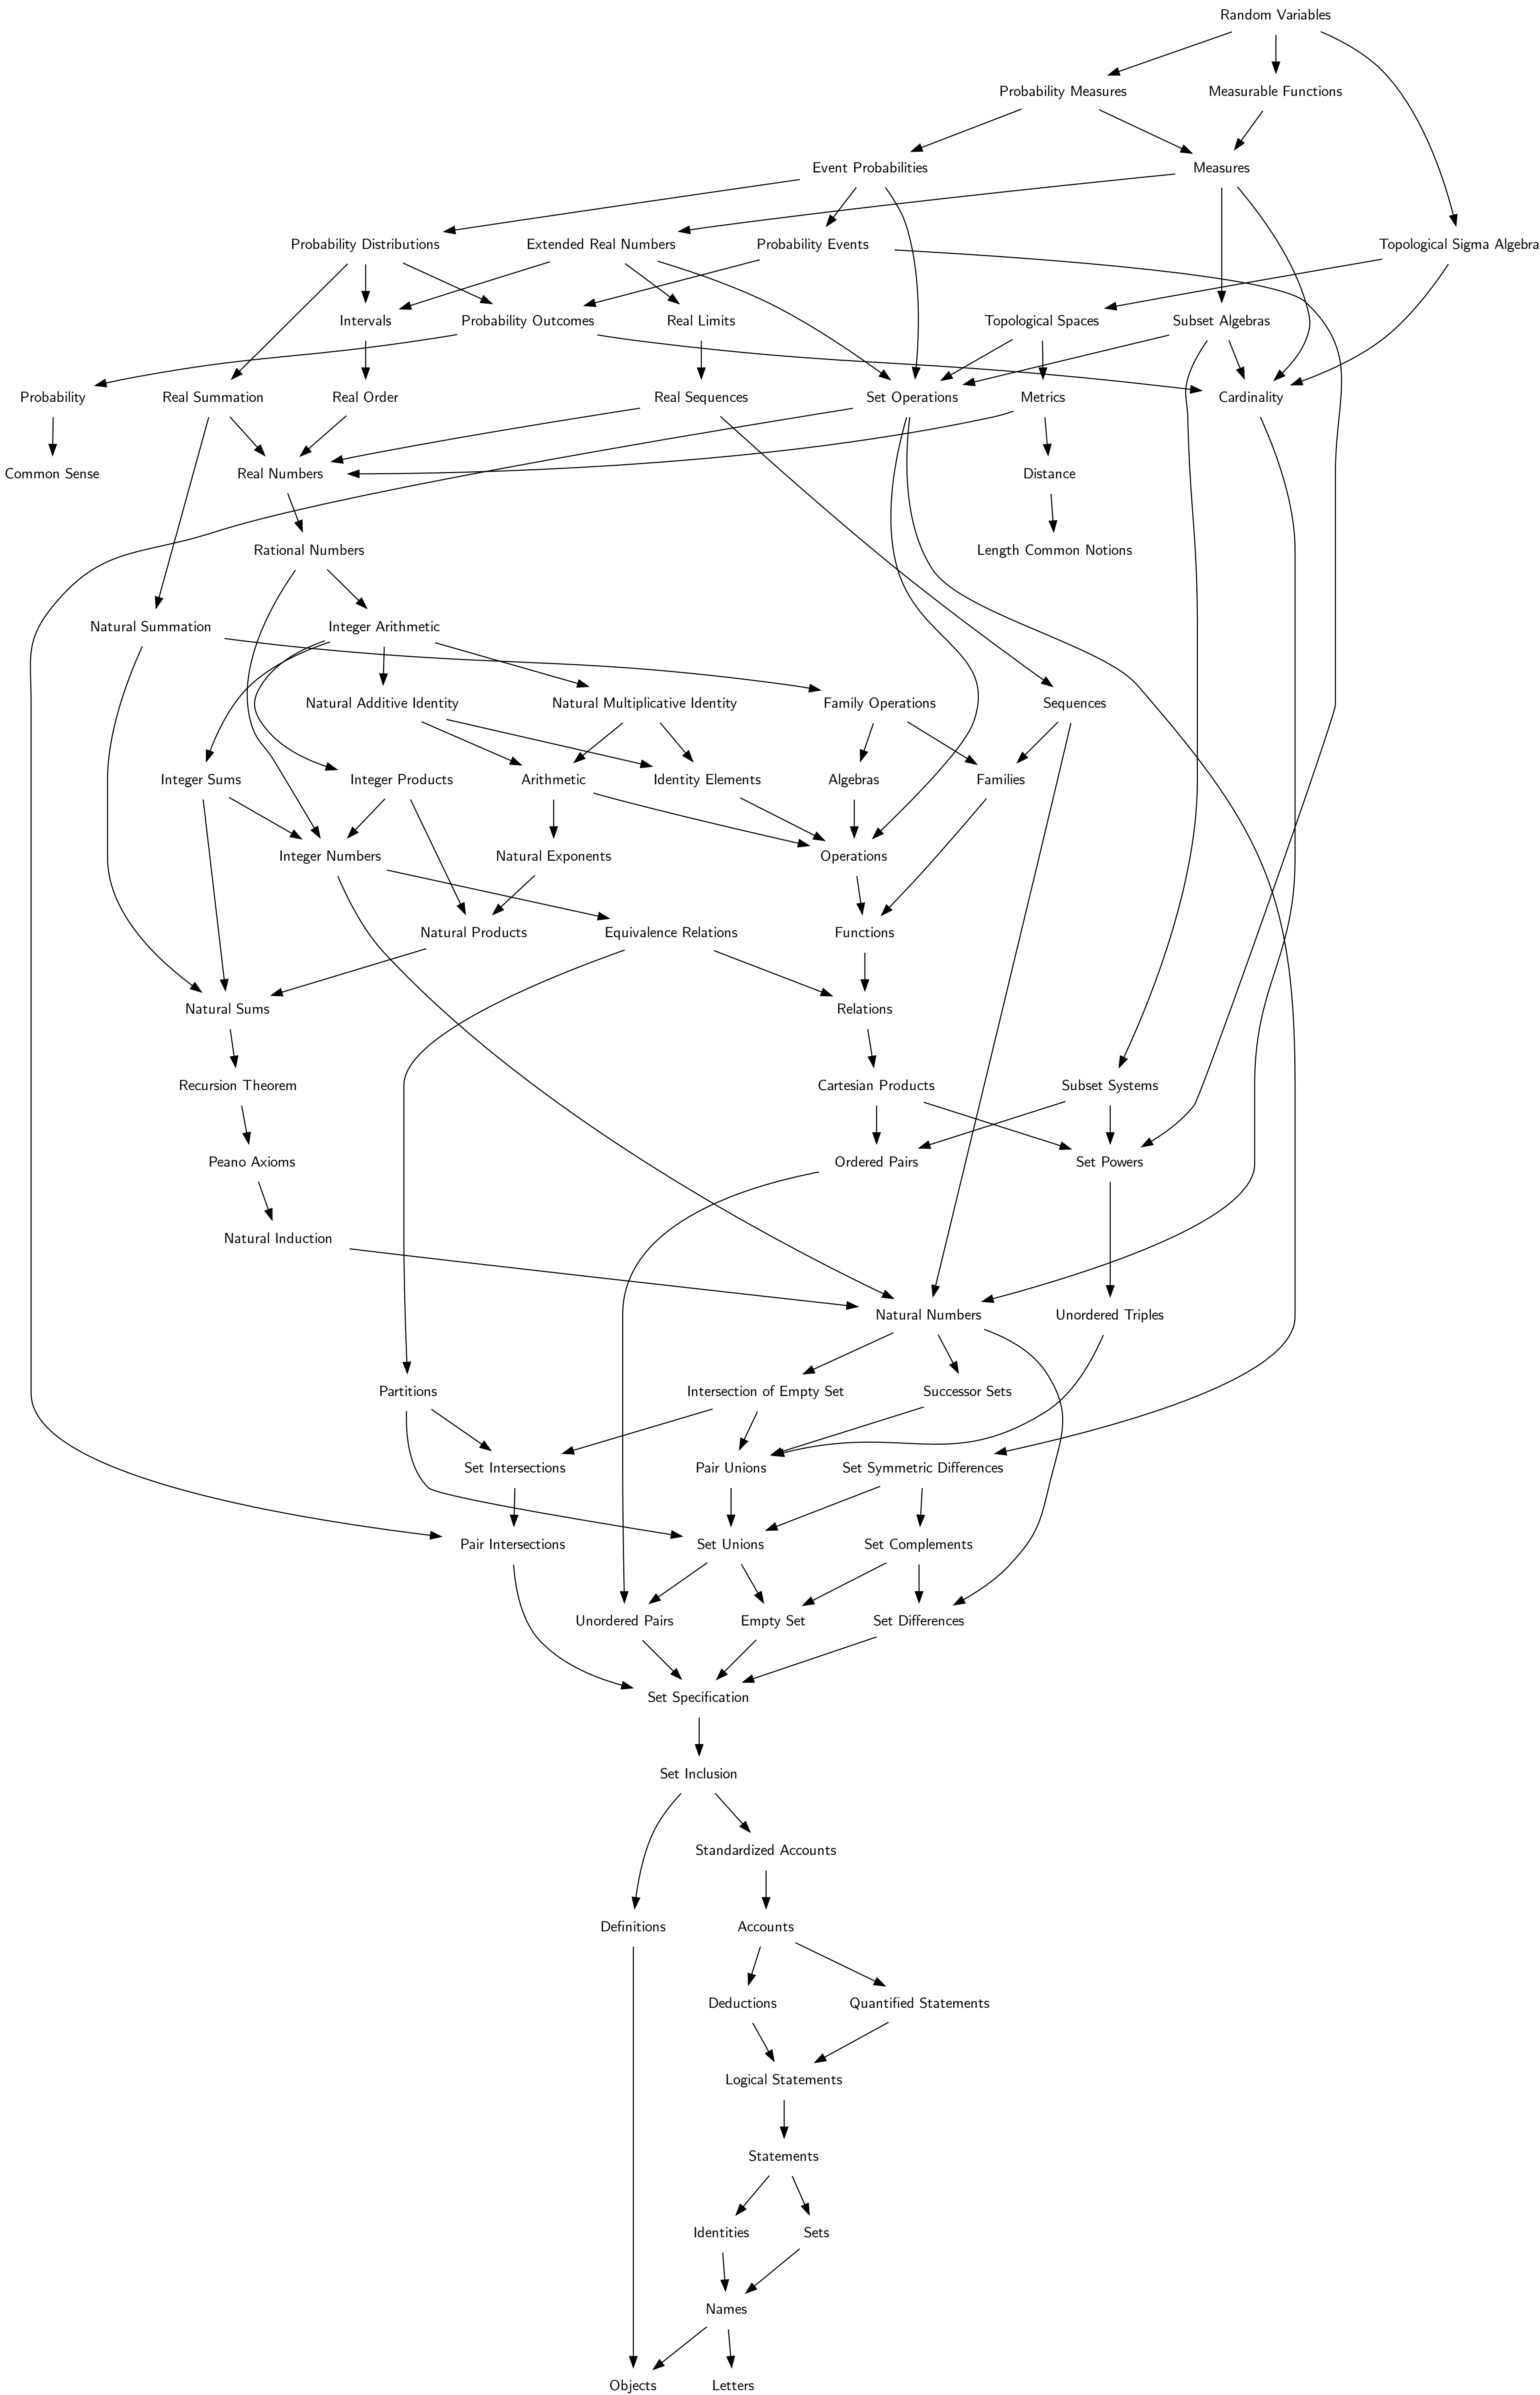 Random Variables
Probability Measures
Measurable Functions
Event Probabilities
Measures
Probability Distributions
Extended Real Numbers
Probability Events
Topological Sigma Algebra
Intervals
Probability Outcomes
Real Limits
Topological Spaces
Subset Algebras
Probability
Real Summation
Real Order
Real Sequences
Set Operations
Metrics
Cardinality
Common Sense
Real Numbers
Distance
Rational Numbers
Length Common Notions
Natural Summation
Integer Arithmetic
Natural Additive Identity
Natural Multiplicative Identity
Family Operations
Sequences
Integer Sums
Integer Products
Arithmetic
Identity Elements
Algebras
Families
Integer Numbers
Natural Exponents
Operations
Natural Products
Equivalence Relations
Functions
Natural Sums
Relations
Recursion Theorem
Cartesian Products
Subset Systems
Peano Axioms
Ordered Pairs
Set Powers
Natural Induction
Natural Numbers
Unordered Triples
Partitions
Intersection of Empty Set
Successor Sets
Set Intersections
Pair Unions
Set Symmetric Differences
Pair Intersections
Set Unions
Set Complements
Unordered Pairs
Empty Set
Set Differences
Set Specification
Set Inclusion
Standardized Accounts
Definitions
Accounts
Deductions
Quantified Statements
Logical Statements
Statements
Identities
Sets
Names
Objects
Letters